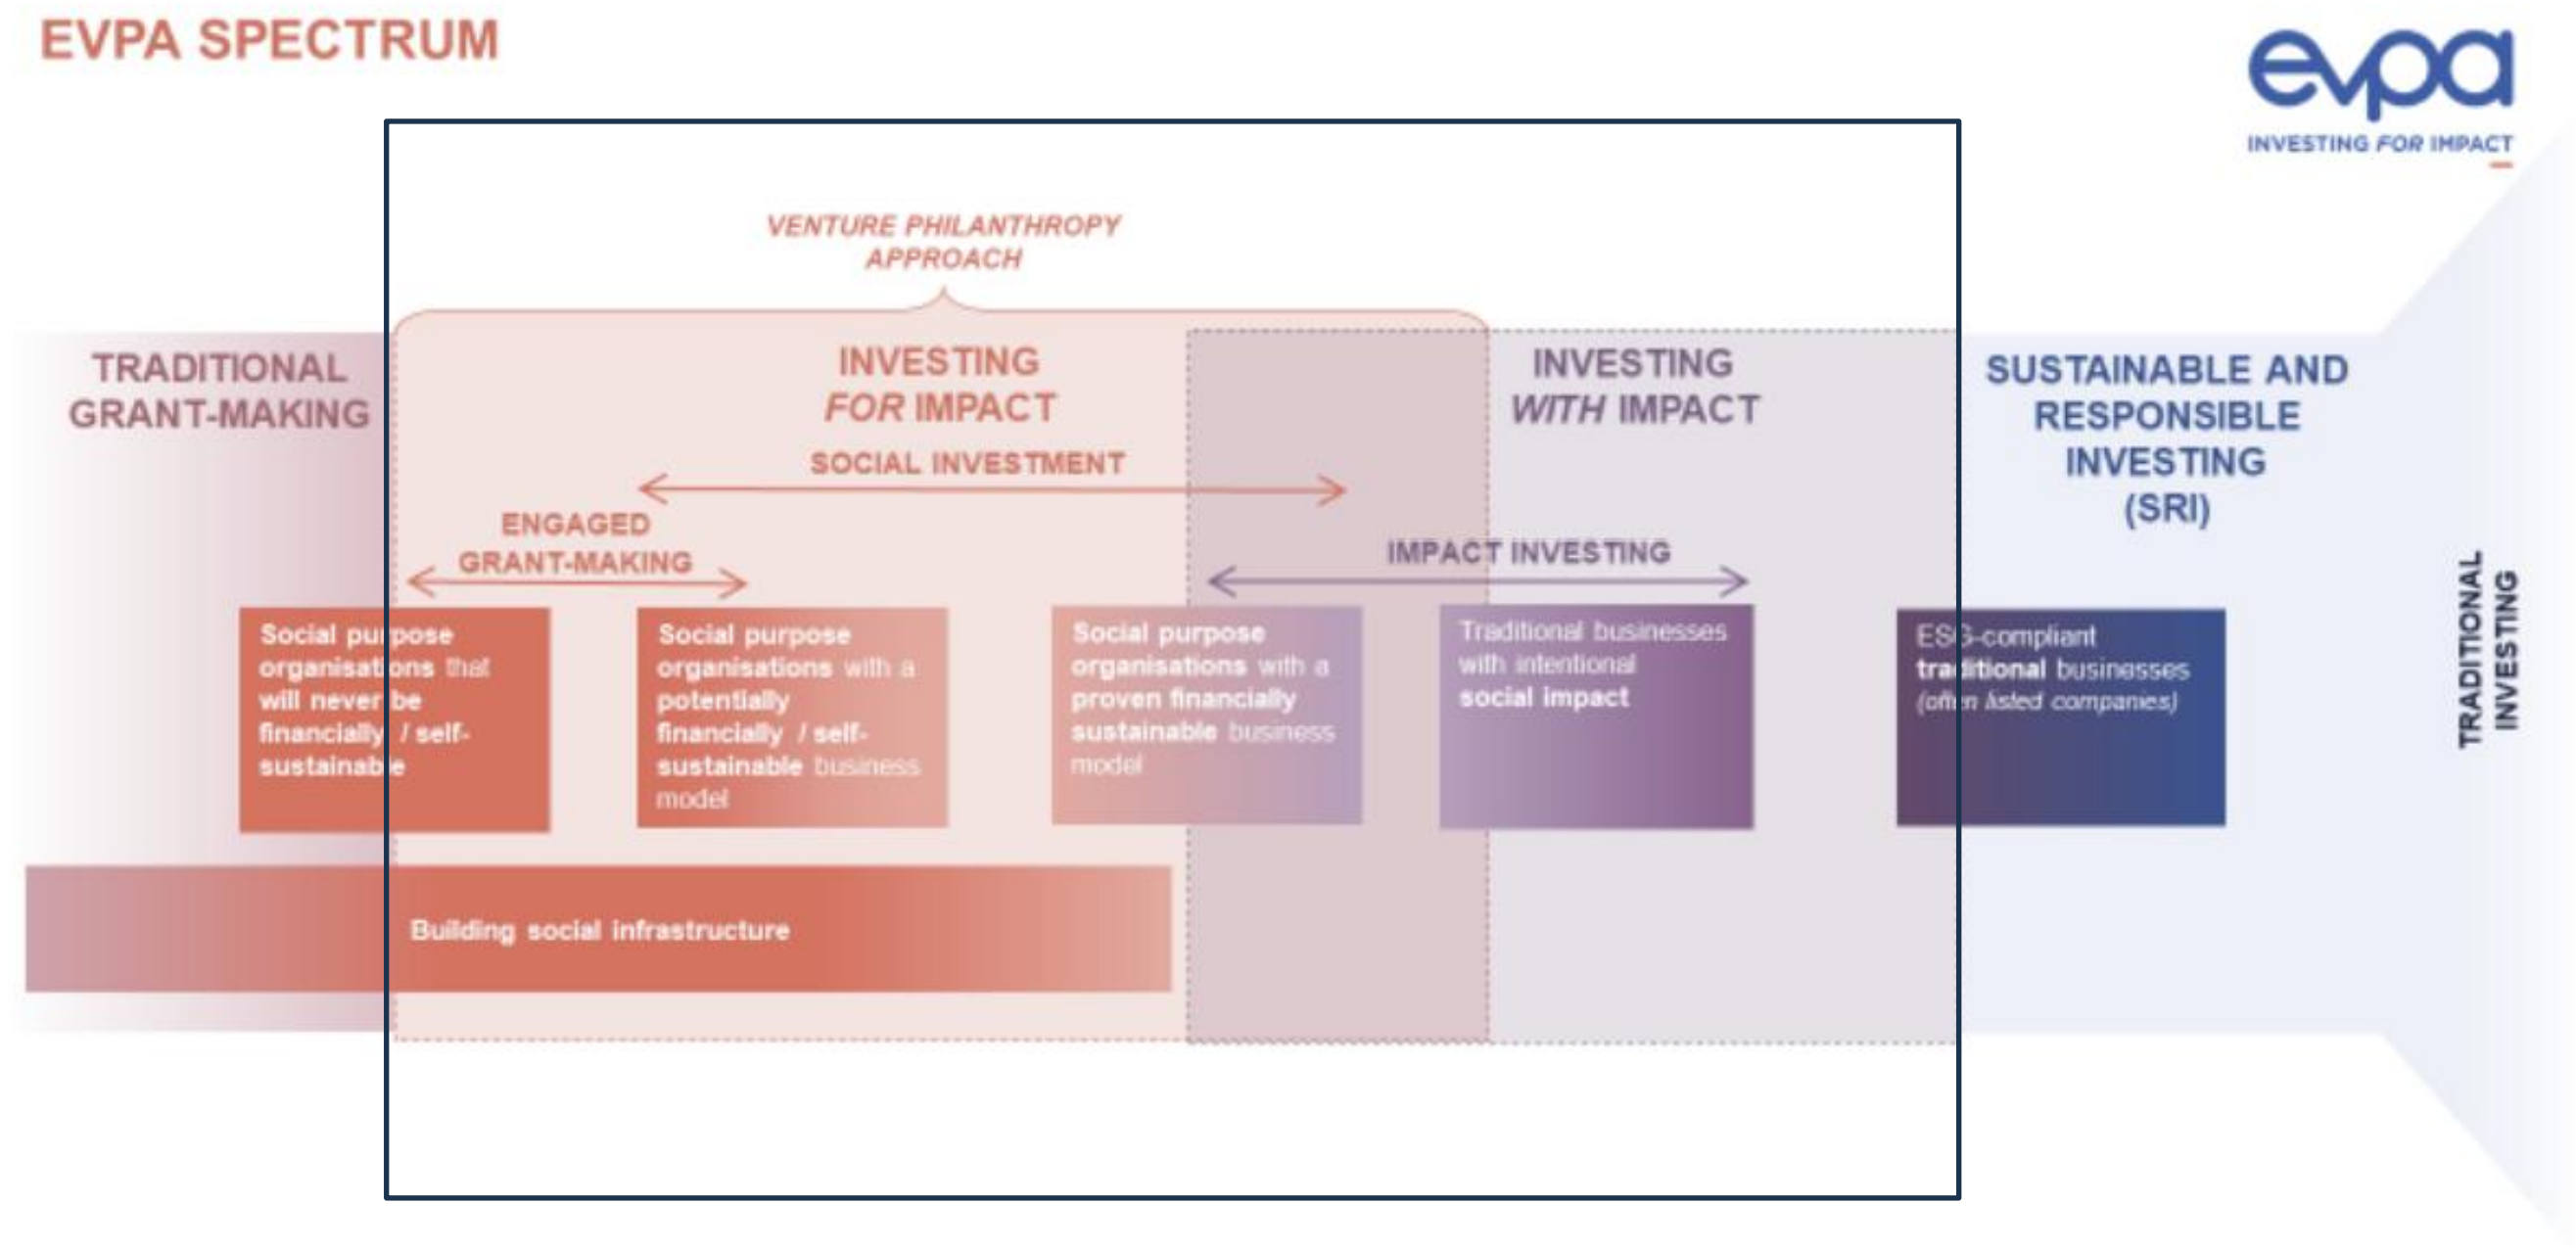 EVPA SPECTRUM
evpa
INVESTING FOR IMPACT
VENTURE PHILANTHROPY
APPROACH
TRADITIONAL
GRANT-MAKING
INVESTING
FOR IMPACT
INVESTING
WITH IMPACT
SUSTAINABLE AND
RESPONSIBLE
INVESTING
(SRI)
SOCIAL INVESTMENT
ENGAGED
GRANT-MAKING
IMPACT INVESTING
TRADITIONAL
INVESTING
Social purpose
organisations that
will never be
financially / self-
sustainable
Social purpose
organisations with a
potentially
financially / self-
sustainable business
model
Social purpose
organisations with a
proven financially
sustainable business
model
Traditional businesses
with intentional
social impact
ESG-compliant
traditional businesses
(often listed companies)
Building social infrastructure